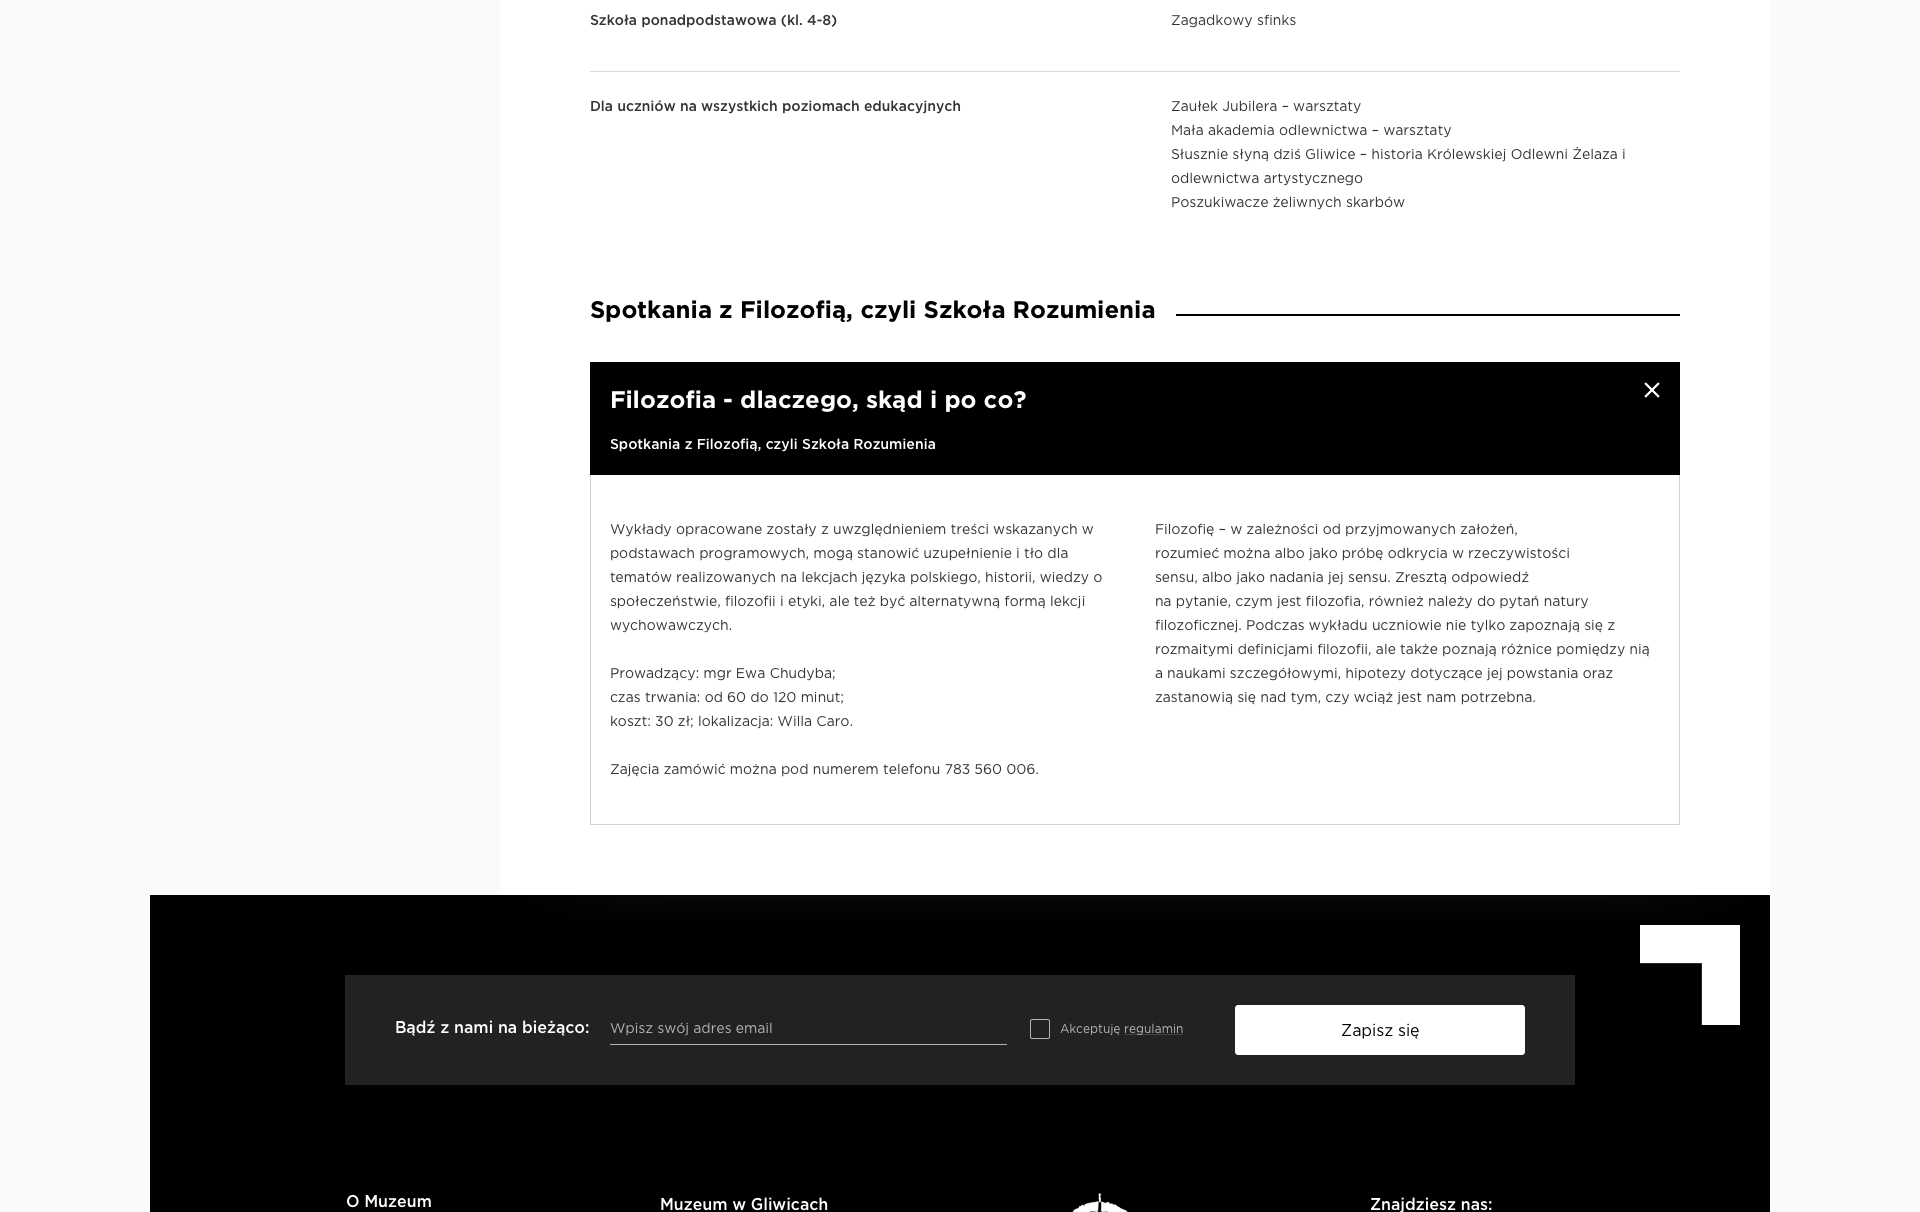 Szkoła ponadpodstawowa (kl. 4-8)
Zagadkowy sfinks
Dla uczniów na wszystkich poziomach edukacyjnych
Zaułek Jubilera – warsztaty
Mała akademia odlewnictwa – warsztaty
Słusznie słyną dziś Gliwice – historia Królewskiej Odlewni Żelaza i
odlewnictwa artystycznego
Poszukiwacze żeliwnych skarbów
Spotkania z Filozofią, czyli Szkoła Rozumienia
Filozofia - dlaczego, skąd i po co?
Spotkania z Filozofią, czyli Szkoła Rozumienia
Wykłady opracowane zostały z uwzględnieniem treści wskazanych w
podstawach programowych, mogą stanowić uzupełnienie i tło dla
tematów realizowanych na lekcjach języka polskiego, historii, wiedzy o
społeczeństwie, filozofii i etyki, ale też być alternatywną formą lekcji
wychowawczych.
Prowadzący: mgr Ewa Chudyba;
czas trwania: od 60 do 120 minut;
koszt: 30 zł; lokalizacja: Willa Caro.
Zajęcia zamówić można pod numerem telefonu 783 560 006.
Filozofię – w zależności od przyjmowanych założeń,
rozumieć można albo jako próbę odkrycia w rzeczywistości
sensu, albo jako nadania jej sensu. Zresztą odpowiedź
na pytanie, czym jest filozofia, również należy do pytań natury
filozoficznej. Podczas wykładu uczniowie nie tylko zapoznają się z
rozmaitymi definicjami filozofii, ale także poznają różnice pomiędzy nią
a naukami szczegółowymi, hipotezy dotyczące jej powstania oraz
zastanowią się nad tym, czy wciąż jest nam potrzebna.
Bądź z nami na bieżąco:
Wpisz swój adres email
Akceptuję regulamin
Zapisz się
O Muzeum
Muzeum w Gliwicach
Znajdziesz nas: